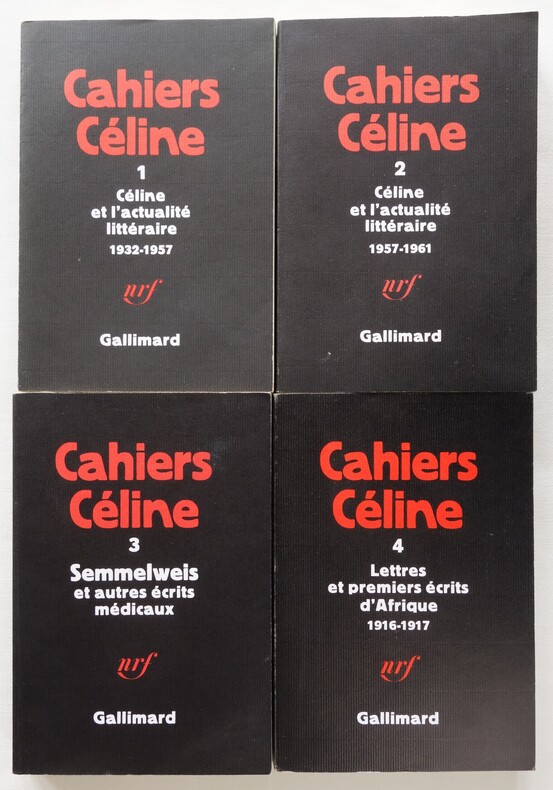 Cahiers
Céline
1
Céline
et l'actualité
littéraire
1932-1957
nrf
Gallimard
Cahiers
Céline
2
Céline
et l'actualité
littéraire
1957-1961
nrf
Gallimard
Cahiers
Céline
3
Semmelweis
et autres écrits
médicaux
nrf
Gallimard
Cahiers
Céline
4
Lettres
et premiers écrits
d'Afrique
1916-1917
nrf
Gallimard